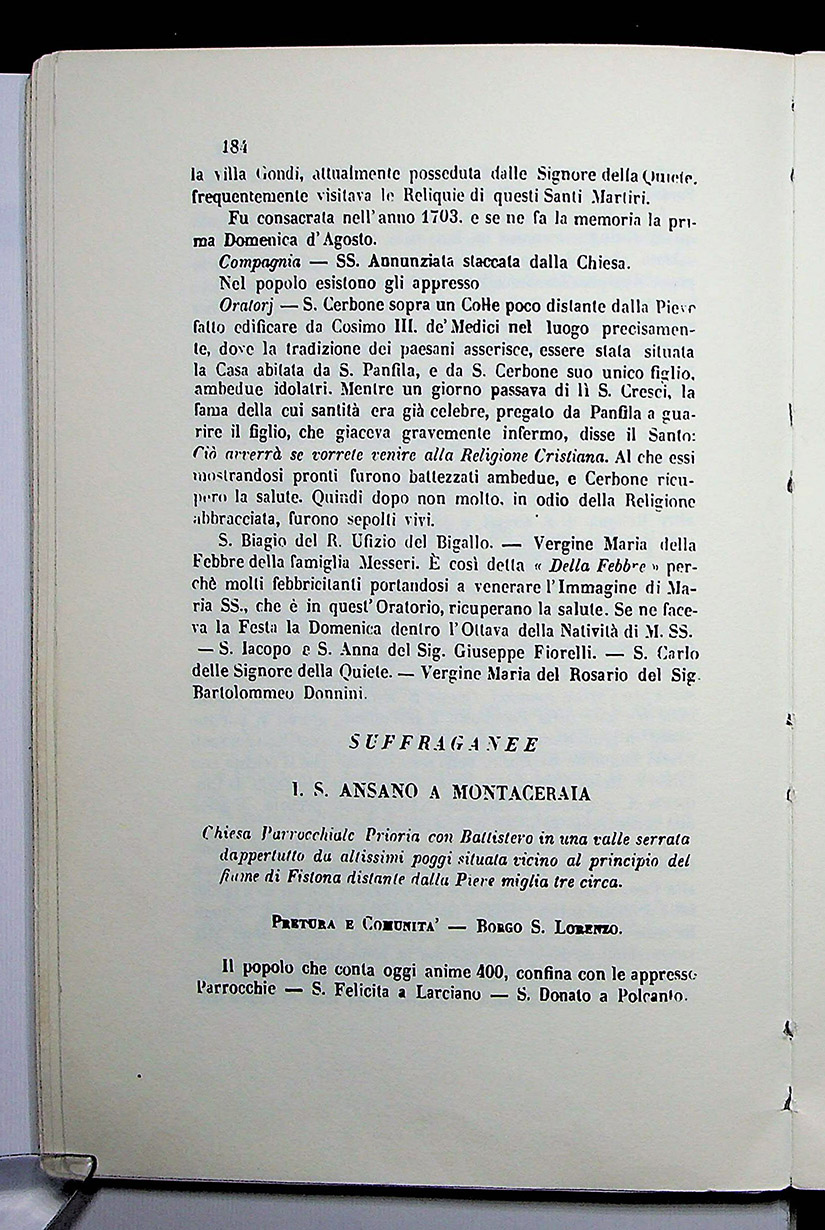 184
la villa Gondi, attualmente posseduta dalle Signore della Quiete.
frequentemente visitava le Reliquie di questi Santi Martiri.
Fu consacrata nell'anno 1703. e se ne fa la memoria la pri-
ma Domenica d'Agosto.
Compagnia — SS. Annunziata staccata dalla Chiesa.
Nel popolo esistono gli appresso
Oratorj — S. Cerbone sopra un Colle poco distante dalla Pieve
fatto edificare da Cosimo III. de' Medici nel luogo precisamen-
te, dove la tradizione dei paesani asserisce, essere stata situata
la Casa abitata da S. Panfila, e da S. Cerbone suo unico figlio,
ambedue idolatri. Mentre un giorno passava di lì S. Cresci, la
fama della cui santità era già celebre, pregato da Panfila a gua-
rire il figlio, che giaceva gravemente infermo, disse il Santo:
Ciò avverrà se vorrete venire alla Religione Cristiana. Al che essi
mostrandosi pronti furono battezzati ambedue, e Cerbone ricu-
però la salute. Quindi dopo non molto, in odio della Religione
abbracciata, furono sepolti vivi.
S. Biagio del R. Ufizio del Bigallo. — Vergine Maria della
Febbre della famiglia Messeri. È così detta « Della Febbre » per-
chè molti febbricitanti portandosi a venerare l'Immagine di Ma-
ria SS., che è in quest'Oratorio, ricuperano la salute. Se ne face-
va la Festa la Domenica dentro l'Ottava della Natività di M. SS.
— S. Iacopo e S. Anna del Sig. Giuseppe Fiorelli. — S. Carlo
delle Signore della Quiete. — Vergine Maria del Rosario del Sig.
Bartolommeo Donnini.
SUFFRAGANEE
I. S. ANSANO A MONTACERAIA
Chiesa Parrocchiale Prioria con Battistero in una valle serrata
dappertutto da altissimi poggi situata vicino al principio del
fiume di Fistona distante dalla Pieve miglia tre circa.
PRETURA E COMUNITA' — BORGO S. LORENZO.
Il popolo che conta oggi anime 400, confina con le appresso
Parrocchie — S. Felicita a Larciano — S. Donato a Polcanto.